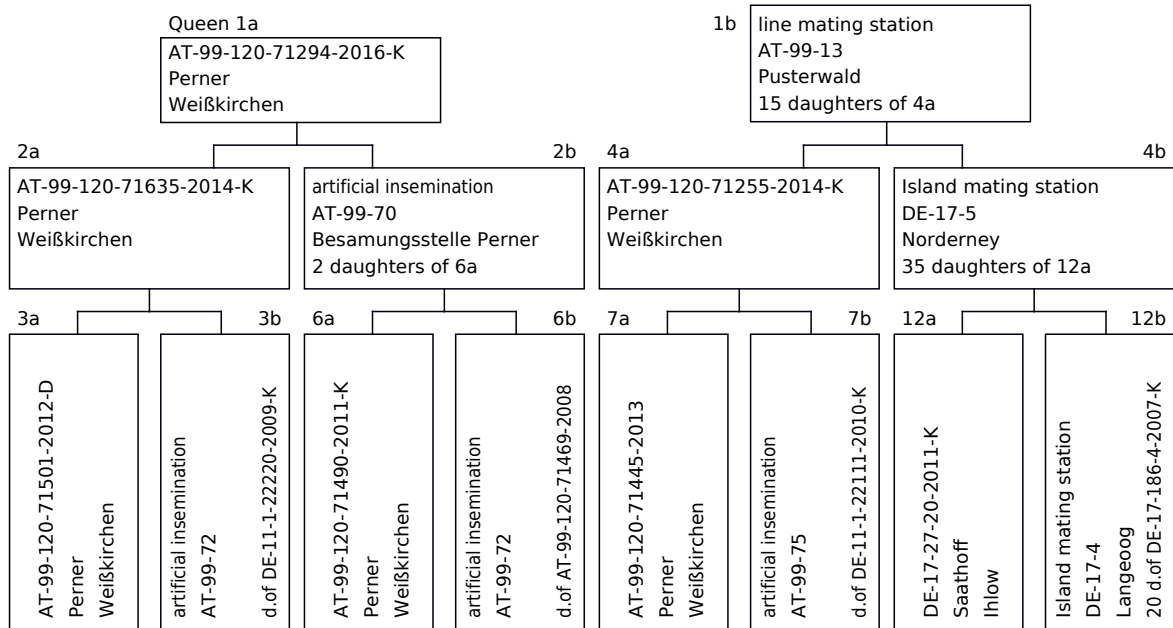 Queen 1a
AT-99-120-71294-2016-K
Perner
Weißkirchen
1b
line mating station
AT-99-13
Pusterwald
15 daughters of 4a
2a
AT-99-120-71635-2014-K
Perner
Weißkirchen
2b
artificial insemination
AT-99-70
Besamungsstelle Perner
2 daughters of 6a
4a
AT-99-120-71255-2014-K
Perner
Weißkirchen
4b
Island mating station
DE-17-5
Norderney
35 daughters of 12a
3a
AT-99-120-71501-2012-D
Perner
Weißkirchen
3b
artificial insemination
AT-99-72
d.of DE-11-1-22220-2009-K
6a
AT-99-120-71490-2011-K
Perner
Weißkirchen
6b
artificial insemination
AT-99-72
d.of AT-99-120-71469-2008
7a
AT-99-120-71445-2013
Perner
Weißkirchen
7b
artificial insemination
AT-99-75
d.of DE-11-1-22111-2010-K
12a
DE-17-27-20-2011-K
Saathoff
Ihlow
12b
Island mating station
DE-17-4
Langeoog
20 d.of DE-17-186-4-2007-K